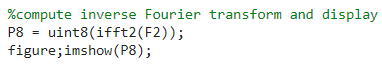 %compute inverse Fourier transform and display
P8 = uint8(ifft2(F2));
figure;imshow(P8);